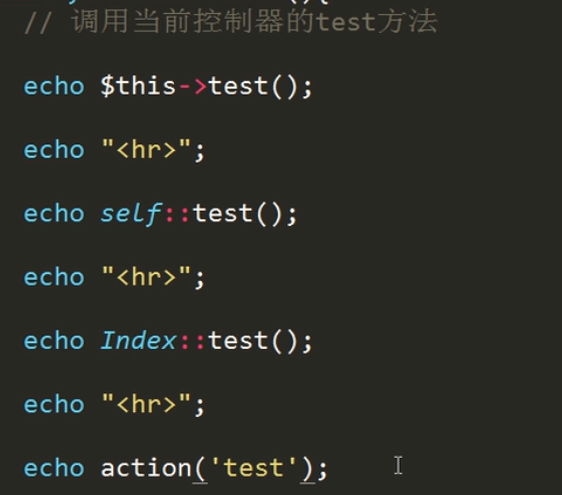 // 调用当前控制器的test方法
echo $this->test();
echo "<hr>";
echo self::test();
echo "<hr>";
echo Index::test();
echo "<hr>";
echo action('test');